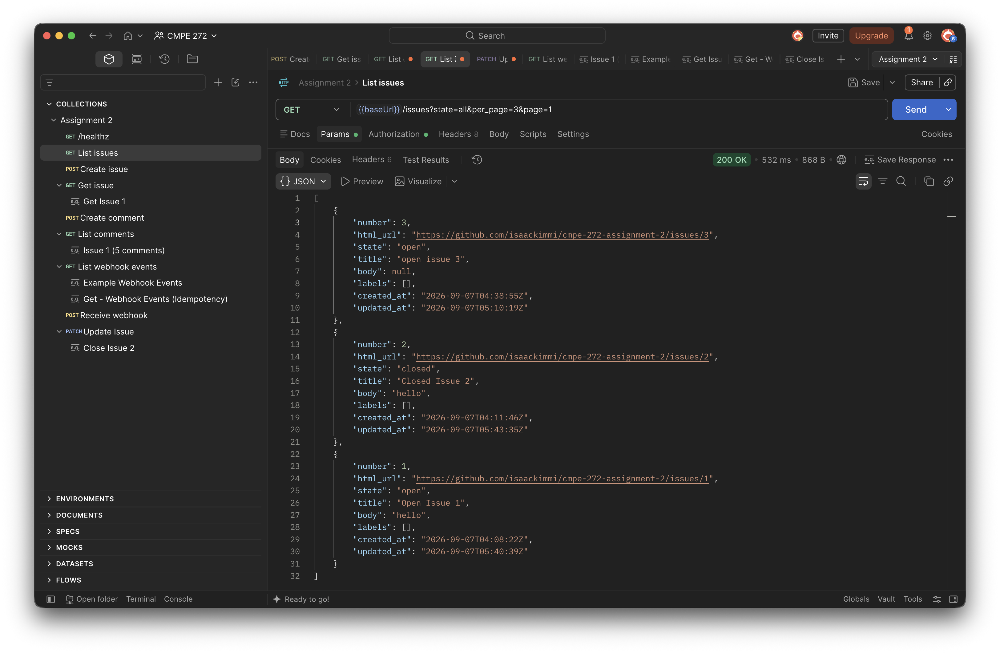 CMPE 272
Search
Invite
Upgrade
1
S
POST Creat
GET Get iss
GET List
GET List i
PATCH Up
GET List we
e.g. Issue 1
e.g. Example
e.g. Get Issu
e.g. Get - W
e.g. Close Is
Assignment 2
HTTP
Assignment 2 > List issues
Save
Share
COLLECTIONS
Assignment 2
GET /healthz
GET List issues
POST Create issue
GET Get issue
e.g. Get Issue 1
POST Create comment
GET List comments
e.g. Issue 1 (5 comments)
GET List webhook events
e.g. Example Webhook Events
e.g. Get - Webhook Events (Idempotency)
POST Receive webhook
PATCH Update Issue
e.g. Close Issue 2
ENVIRONMENTS
DOCUMENTS
SPECS
MOCKS
DATASETS
FLOWS
GET {{baseUrl}}/issues?state=all&per_page=3&page=1
Send
Docs Params Authorization Headers 8 Body Scripts Settings
Cookies
Body Cookies Headers 6 Test Results
200 OK • 532 ms • 868 B •
e.g. Save Response
{} JSON Preview Visualize
1 [
2 {
3 "number": 3,
4 "html_url": "https://github.com/isaackimmi/cmpe-272-assignment-2/issues/3",
5 "state": "open",
6 "title": "open issue 3",
7 "body": null,
8 "labels": [],
9 "created_at": "2026-09-07T04:38:55Z",
10 "updated_at": "2026-09-07T05:10:19Z"
11 },
12 {
13 "number": 2,
14 "html_url": "https://github.com/isaackimmi/cmpe-272-assignment-2/issues/2",
15 "state": "closed",
16 "title": "Closed Issue 2",
17 "body": "hello",
18 "labels": [],
19 "created_at": "2026-09-07T04:11:46Z",
20 "updated_at": "2026-09-07T05:43:35Z"
21 },
22 {
23 "number": 1,
24 "html_url": "https://github.com/isaackimmi/cmpe-272-assignment-2/issues/1",
25 "state": "open",
26 "title": "Open Issue 1",
27 "body": "hello",
28 "labels": [],
29 "created_at": "2026-09-07T04:08:22Z",
30 "updated_at": "2026-09-07T05:40:39Z"
31 }
32 ]
Open folder
Terminal
Console
Ready to go!
Globals
Vault
Tools